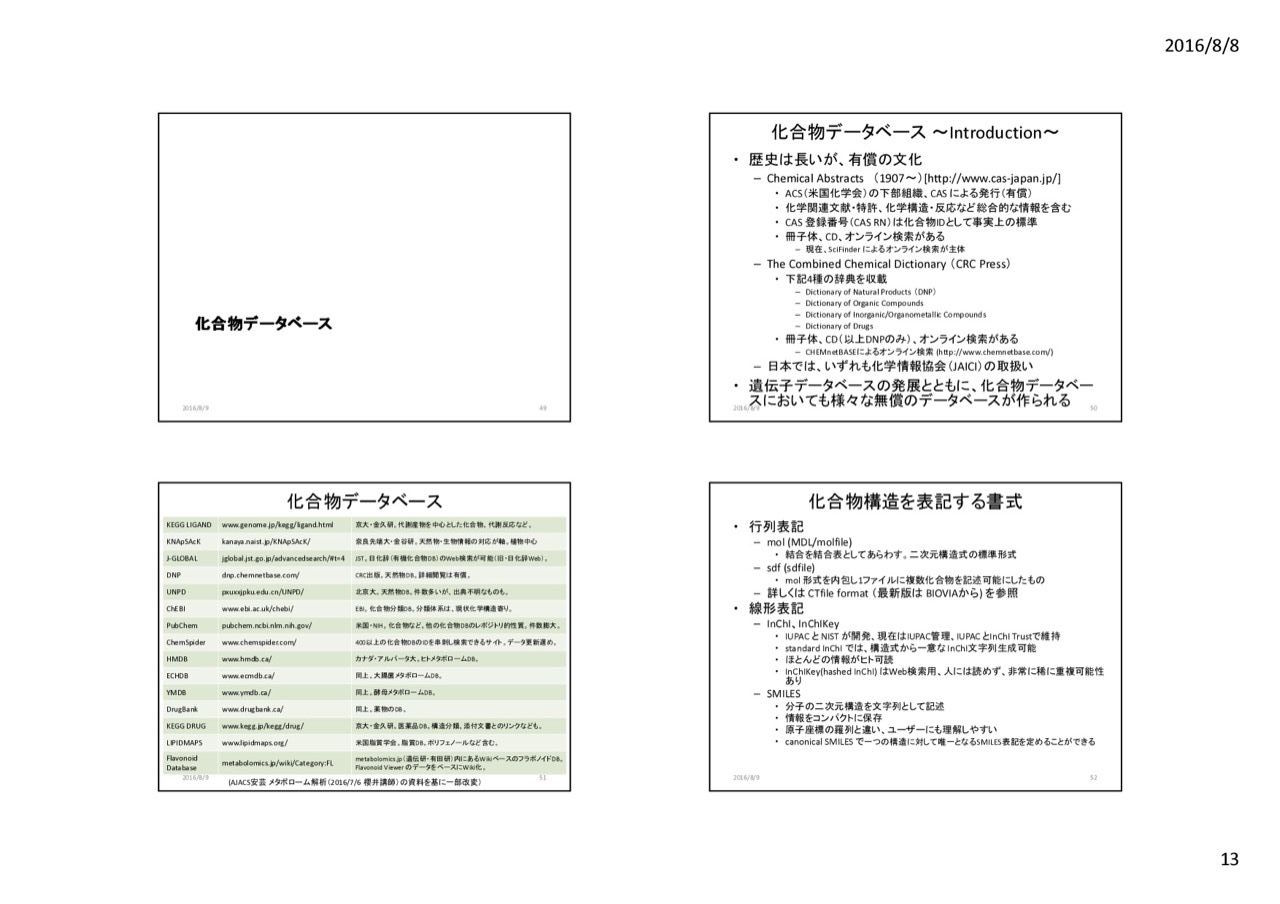 2016/8/8
化合物データベース
2016/8/9
49
化合物データベース ～Introduction～
• 歴史は長いが、有償の文化
– Chemical Abstracts （1907～）[http://www.cas-japan.jp/]
• ACS（米国化学会）の下部組織、CAS による発行（有償）
• 化学関連文献・特許、化学構造・反応など総合的な情報を含む
• CAS 登録番号（CAS RN）は化合物IDとして事実上の標準
• 冊子体、CD、オンライン検索がある
– 現在、SciFinder によるオンライン検索が主体
– The Combined Chemical Dictionary （CRC Press）
• 下記4種の辞典を収載
– Dictionary of Natural Products （DNP）
– Dictionary of Organic Compounds
– Dictionary of Inorganic/Organometallic Compounds
– Dictionary of Drugs
• 冊子体、CD（以上DNPのみ）、オンライン検索がある
– CHEMnetBASEによるオンライン検索 (http://www.chemnetbase.com/)
– 日本では、いずれも化学情報協会（JAICI）の取扱い
• 遺伝子データベースの発展とともに、化合物データベー
スにおいても様々な無償のデータベースが作られる
2016/8/9
50
化合物データベース
KEGG LIGAND www.genome.jp/kegg/ligand.html 京大・金久研。代謝産物を中心とした化合物、代謝反応など。
KNApSAcK kanaya.naist.jp/KNApSAcK/ 奈良先端大・金谷研。天然物-生物情報の対応が軸。植物中心
J-GLOBAL jglobal.jst.go.jp/advancedsearch/#t=4 JST。日化辞（有機化合物DB）のWeb検索が可能（旧・日化辞Web）。
DNP dnp.chemnetbase.com/ CRC出版。天然物DB。詳細閲覧は有償。
UNPD pxuxxjpku.edu.cn/UNPD/ 北京大。天然物DB。件数多いが、出典不明なものも。
ChEBI www.ebi.ac.uk/chebi/ EBI。化合物分類DB。分類体系は、現状化学構造寄り。
PubChem pubchem.ncbi.nlm.nih.gov/ 米国・NIH。化合物など、他の化合物DBのレポジトリ的性質。件数膨大。
ChemSpider www.chemspider.com/ 400以上の化合物DBのIDを串刺し検索できるサイト。データ更新遅め。
HMDB www.hmdb.ca/ カナダ・アルバータ大。ヒトメタボロームDB。
ECHDB www.ecmdb.ca/ 同上。大腸菌メタボロームDB。
YMDB www.ymdb.ca/ 同上。酵母メタボロームDB。
DrugBank www.drugbank.ca/ 同上。薬物のDB。
KEGG DRUG www.kegg.jp/kegg/drug/ 京大・金久研。医薬品DB。構造分類、添付文書とのリンクなども。
LIPIDMAPS www.lipidmaps.org/ 米国脂質学会。脂質DB。ポリフェノールなど含む。
Flavonoid
Database
metabolomics.jp/wiki/Category:FL
metabolomics.jp（遺伝研・有田研）内にあるWikiベースのフラボノイドDB。
Flavonoid Viewer のデータをベースにWiki化。
2016/8/9
(AJACS安芸 メタボローム解析（2016/7/6 櫻井講師）の資料を基に一部改変）
51
化合物構造を表記する書式
• 行列表記
– mol (MDL/molfile)
• 結合を結合表としてあらわす。二次元構造式の標準形式
– sdf (sdfile)
• mol 形式を内包し1ファイルに複数化合物を記述可能にしたもの
– 詳しくは CTfile format （最新版は BIOVIAから) を参照
• 線形表記
– InChI、InChIKey
• IUPAC と NIST が開発、現在はIUPAC管理、IUPACとInChI Trustで維持
• standard InChI では、構造式から一意な InChI文字列生成可能
• ほとんどの情報がヒト可読
• InChIKey(hashed InChI) はWeb検索用、人には読めず、非常に稀に重複可能性
あり
– SMILES
• 分子の二次元構造を文字列として記述
• 情報をコンパクトに保存
• 原子座標の羅列と違い、ユーザーにも理解しやすい
• canonical SMILES で一つの構造に対して唯一となるSMILES表記を定めることができる
2016/8/9
52
13